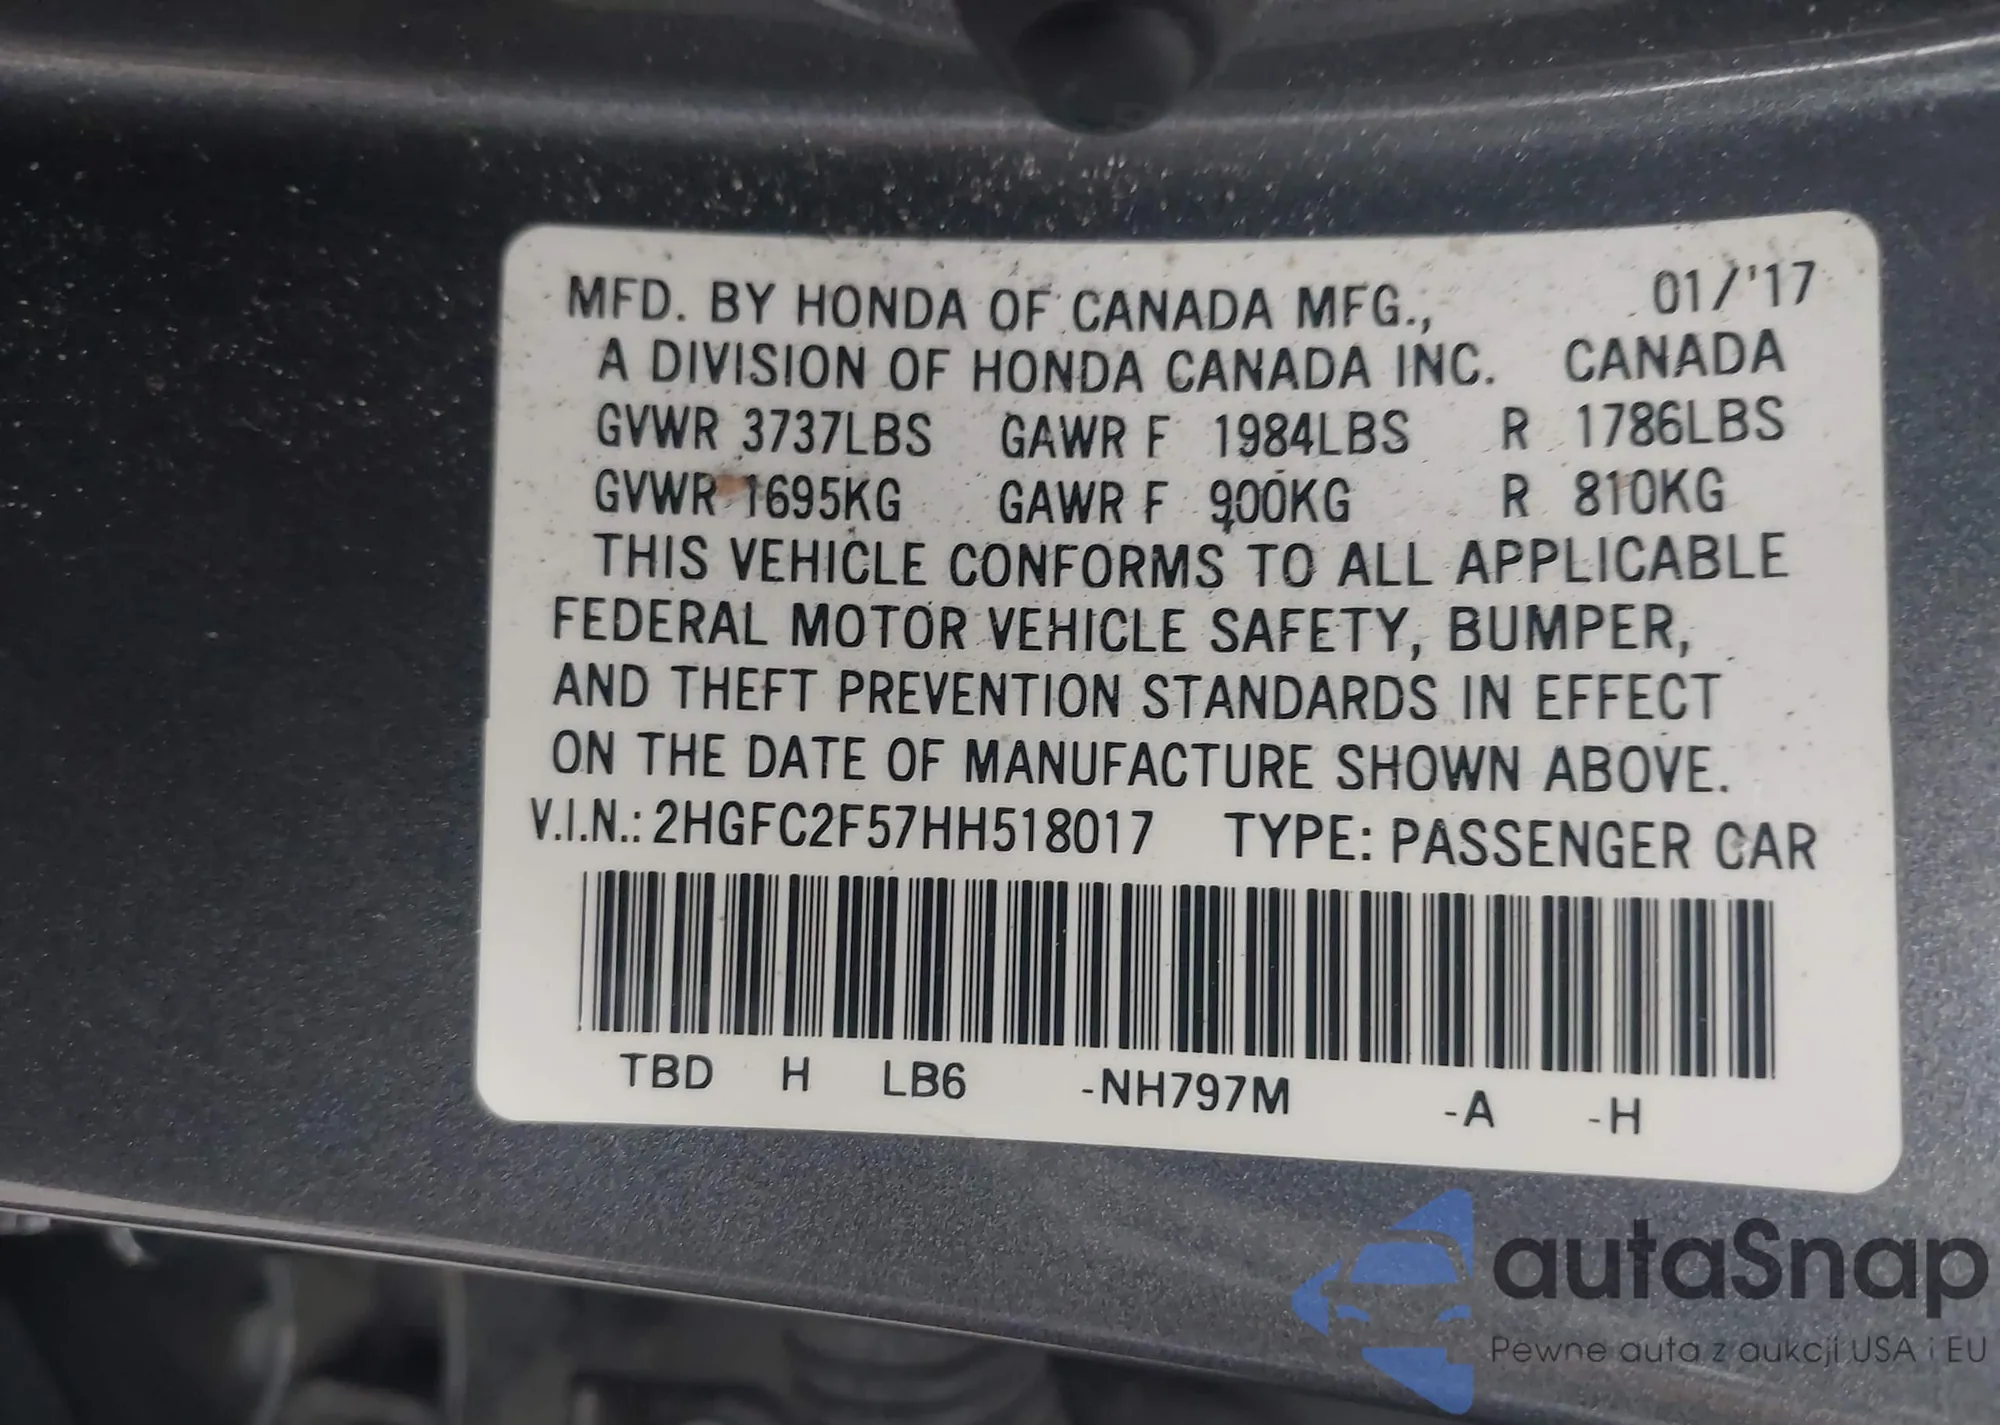 MFD. BY HONDA OF CANADA MFG., 01/'17
A DIVISION OF HONDA CANADA INC. CANADA
GVWR 3737LBS GAWR F 1984LBS R 1786LBS
GVWR 1695KG GAWR F 900KG R 810KG
THIS VEHICLE CONFORMS TO ALL APPLICABLE
FEDERAL MOTOR VEHICLE SAFETY, BUMPER,
AND THEFT PREVENTION STANDARDS IN EFFECT
ON THE DATE OF MANUFACTURE SHOWN ABOVE.
V.I.N.: 2HGFC2F57HH518017 TYPE: PASSENGER CAR
TBD H LB6 -NH797M -A -H
autaSnap
Pewne auta z aukcji USA i EU